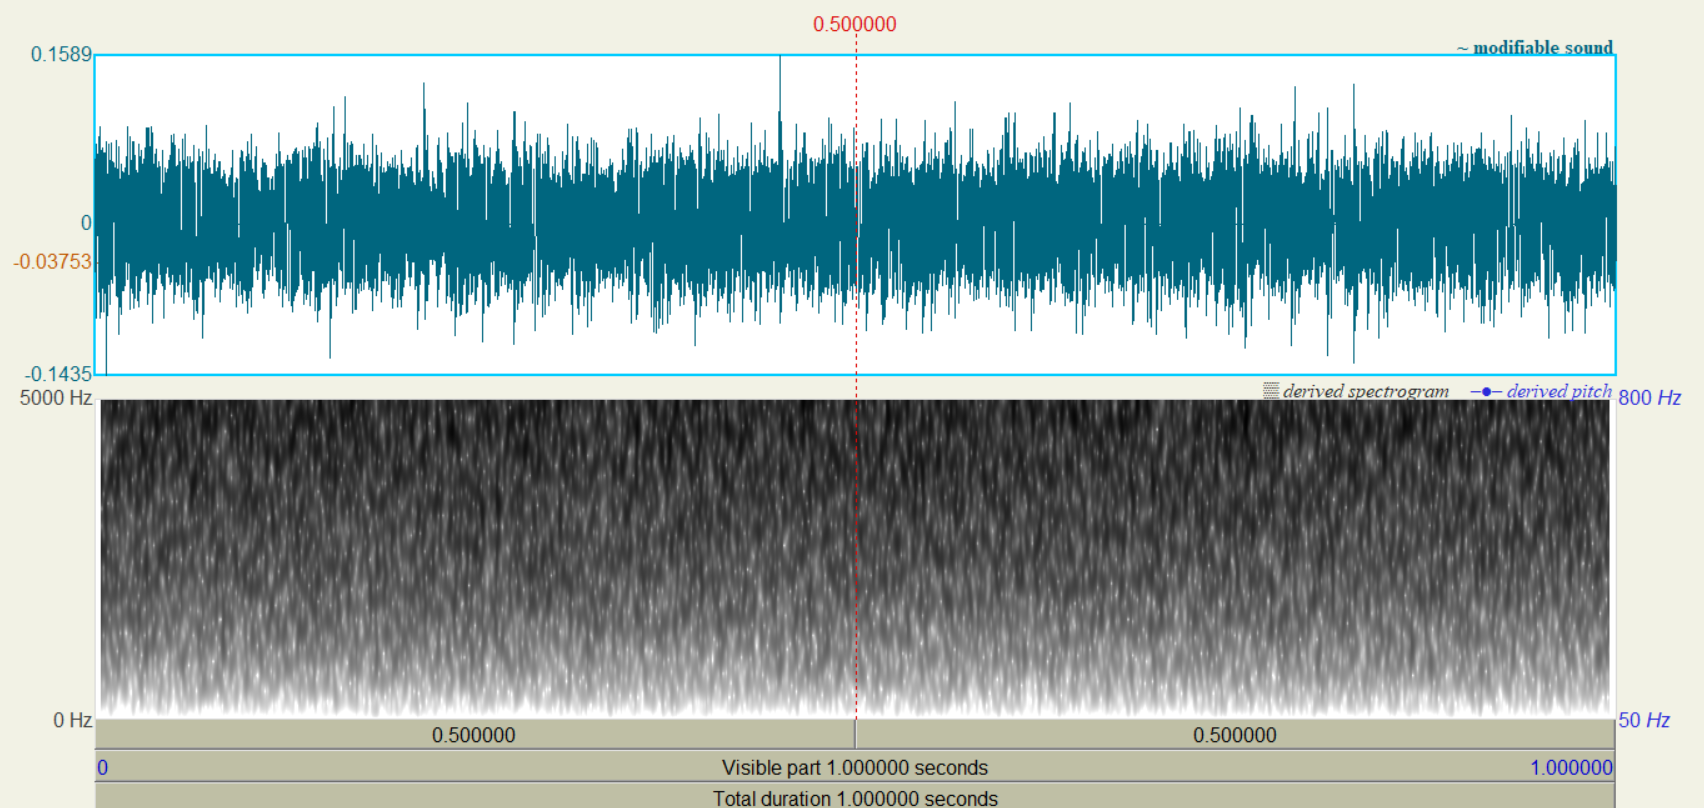 0.500000
0.1589
~ modifiable sound
0
-0.03753
-0.1435
5000 Hz
derived spectrogram
derived pitch
800 Hz
0 Hz
50 Hz
0.500000 0.500000
0 Visible part 1.000000 seconds 1.000000
Total duration 1.000000 seconds